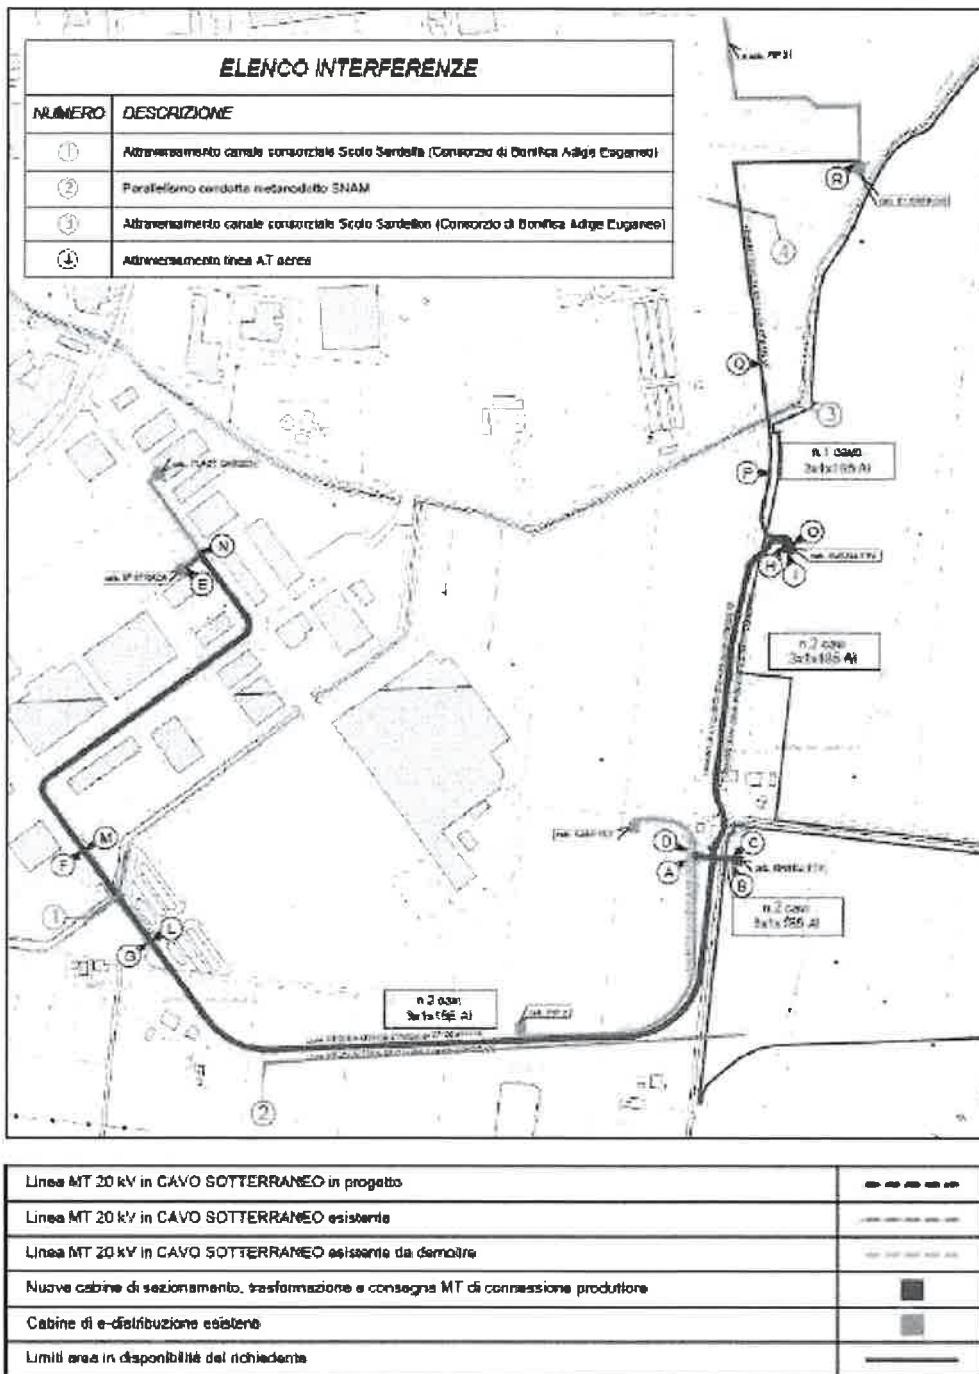 ELENCO INTERFERENZE
NUMERO DESCRIZIONE
1 Attraversamento canale consorziale Scolo Sardella (Consorzio di Bonifica Adige Euganeo)
2 Parallelismo condotta metanodotto SNAM
3 Attraversamento canale consorziale Scolo Sardellon (Consorzio di Bonifica Adige Euganeo)
Attraversamento linea AT aerea
R
4
Q
3
n.1 cavo
3x1x185 Al
P
N
O
H
I
E
n.2 cavi
3x1x185 Al
D
C
M
A
F
B
1
n.2 cavi
3x1x185 Al
L
G
n.2 cavi
3x1x185 Al
2
Linea MT 20 kV in CAVO SOTTERRANEO in progetto
Linea MT 20 kV in CAVO SOTTERRANEO esistente
Linea MT 20 kV in CAVO SOTTERRANEO esistente da demolire
Nuove cabine di sezionamento, trasformazione e consegna MT di connessione produttore
Cabine di e-distribuzione esistente
Limiti area in disponibilità del richiedente